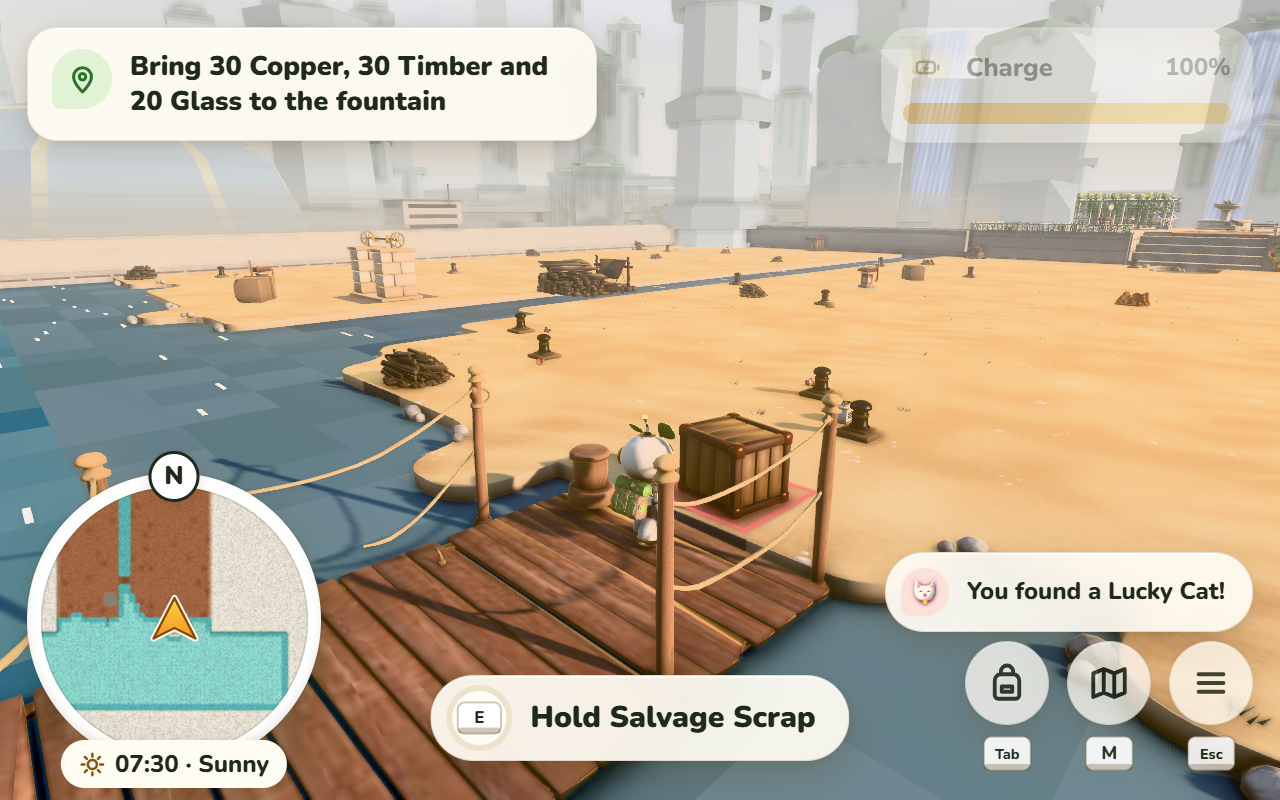 Bring 30 Copper, 30 Timber and
20 Glass to the fountain
Charge 100%
N
You found a Lucky Cat!
E Hold Salvage Scrap
07:30 · Sunny
Tab M Esc